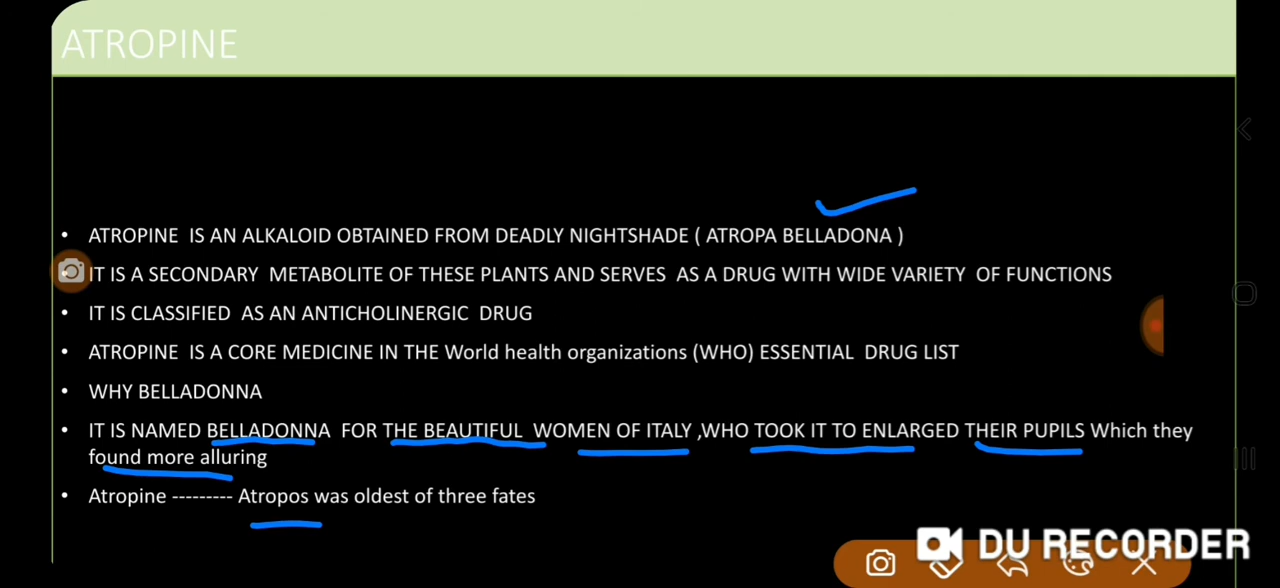 ATROPINE
• ATROPINE IS AN ALKALOID OBTAINED FROM DEADLY NIGHTSHADE ( ATROPA BELLADONA )
IT IS A SECONDARY METABOLITE OF THESE PLANTS AND SERVES AS A DRUG WITH WIDE VARIETY OF FUNCTIONS
• IT IS CLASSIFIED AS AN ANTICHOLINERGIC DRUG
• ATROPINE IS A CORE MEDICINE IN THE World health organizations (WHO) ESSENTIAL DRUG LIST
• WHY BELLADONNA
• IT IS NAMED BELLADONNA FOR THE BEAUTIFUL WOMEN OF ITALY ,WHO TOOK IT TO ENLARGED THEIR PUPILS Which they
found more alluring
• Atropine --------- Atropos was oldest of three fates
DU RECORDER